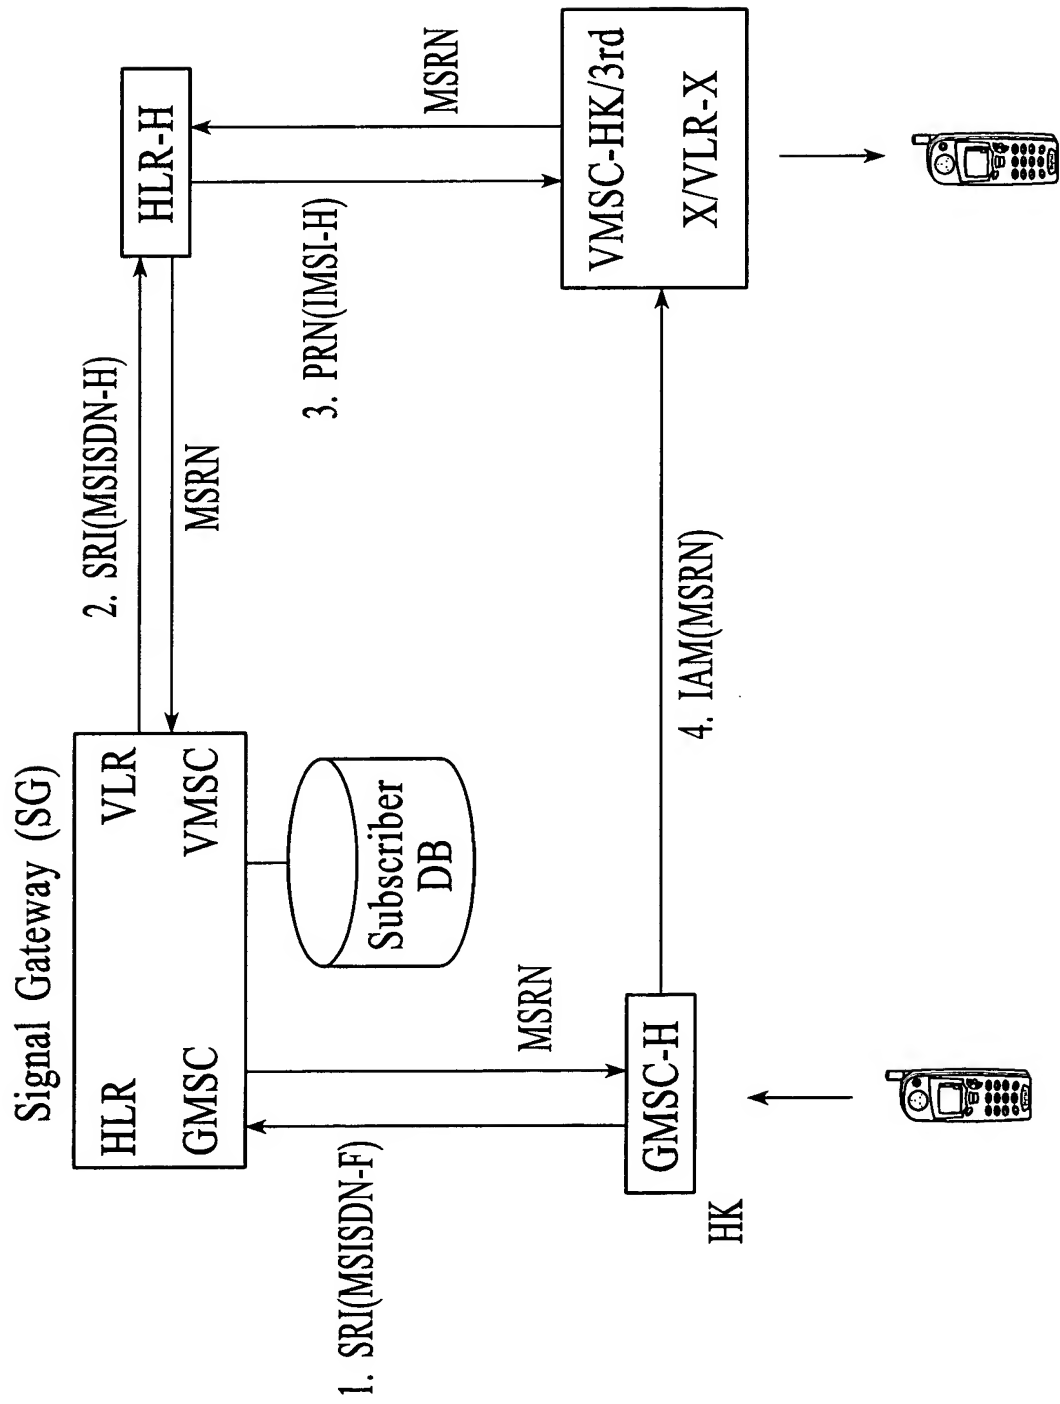 Signal Gateway (SG)
HLR
VLR
GMSC
VMSC
Subscriber
DB
2. SRI(MSISDN-H)
MSRN
HLR-H
3. PRN(IMSI-H)
MSRN
1. SRI(MSISDN-F)
MSRN
GMSC-H
HK
4. IAM(MSRN)
VMSC-HK/3rd
X/VLR-X